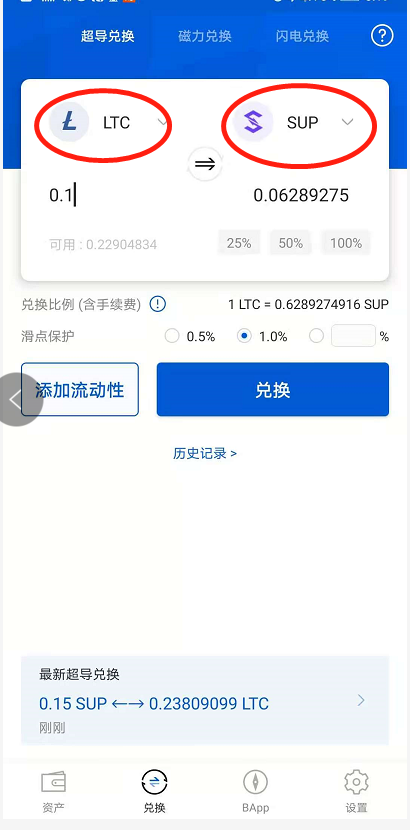 超导兑换 磁力兑换 闪电兑换 ?
LTC SUP
0.1 0.06289275
可用 : 0.22904834 25% 50% 100%
兑换比例 (含手续费) ! 1 LTC = 0.6289274916 SUP
滑点保护 0.5% 1.0% %
添加流动性 兑换
历史记录 >
最新超导兑换
0.15 SUP ←→ 0.23809099 LTC
刚刚
资产 兑换 BApp 设置